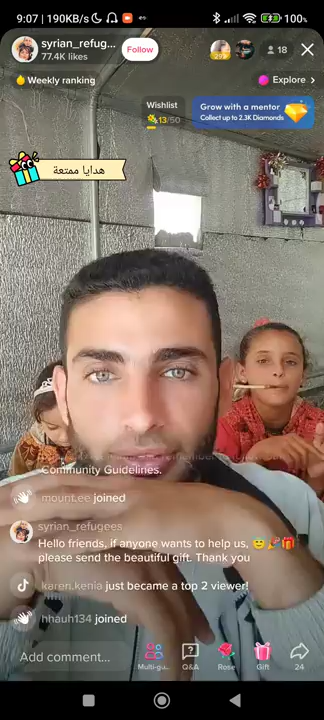 9:07 | 190KB/s
100%
syrian_refug...
77.4K likes
Follow
299
18
Weekly ranking
Explore >
Wishlist
13/50
Grow with a mentor
Collect up to 2.3K Diamonds
هدايا ممتعة
Community Guidelines.
mount.ee joined
syrian_refugees
Hello friends, if anyone wants to help us, 😇🎉🎁
please send the beautiful gift. Thank you
karen.kenia just became a top 2 viewer!
hhauh134 joined
Add comment...
Multi-gu...
Q&A
Rose
Gift
24